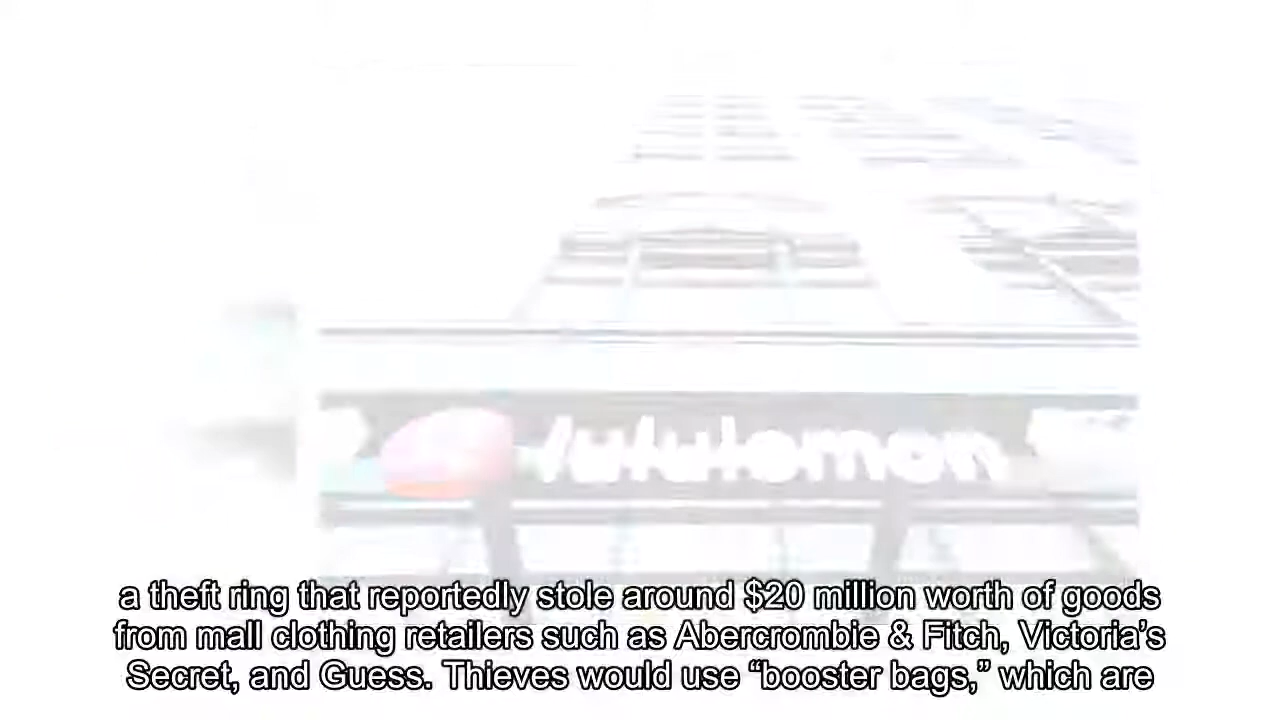 lululemon
a theft ring that reportedly stole around $20 million worth of goods
from mall clothing retailers such as Abercrombie & Fitch, Victoria’s
Secret, and Guess. Thieves would use “booster bags,” which are